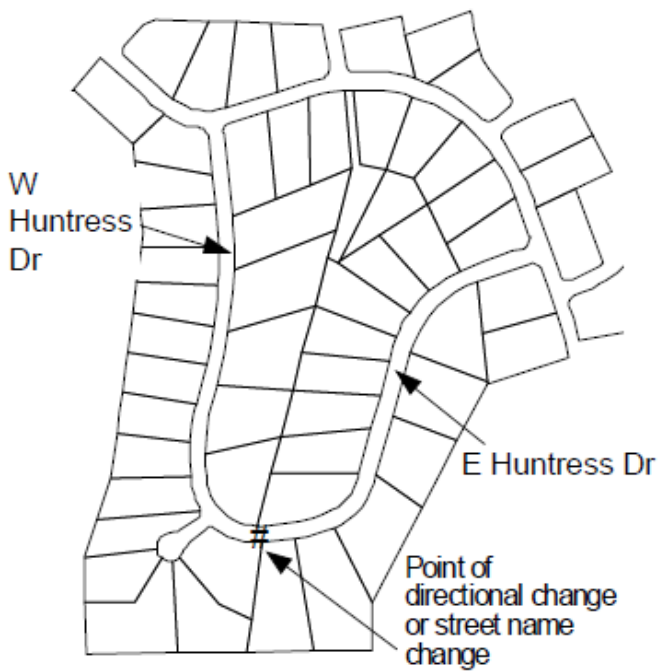 W
Huntress
Dr
E Huntress Dr
#
Point of
directional change
or street name
change